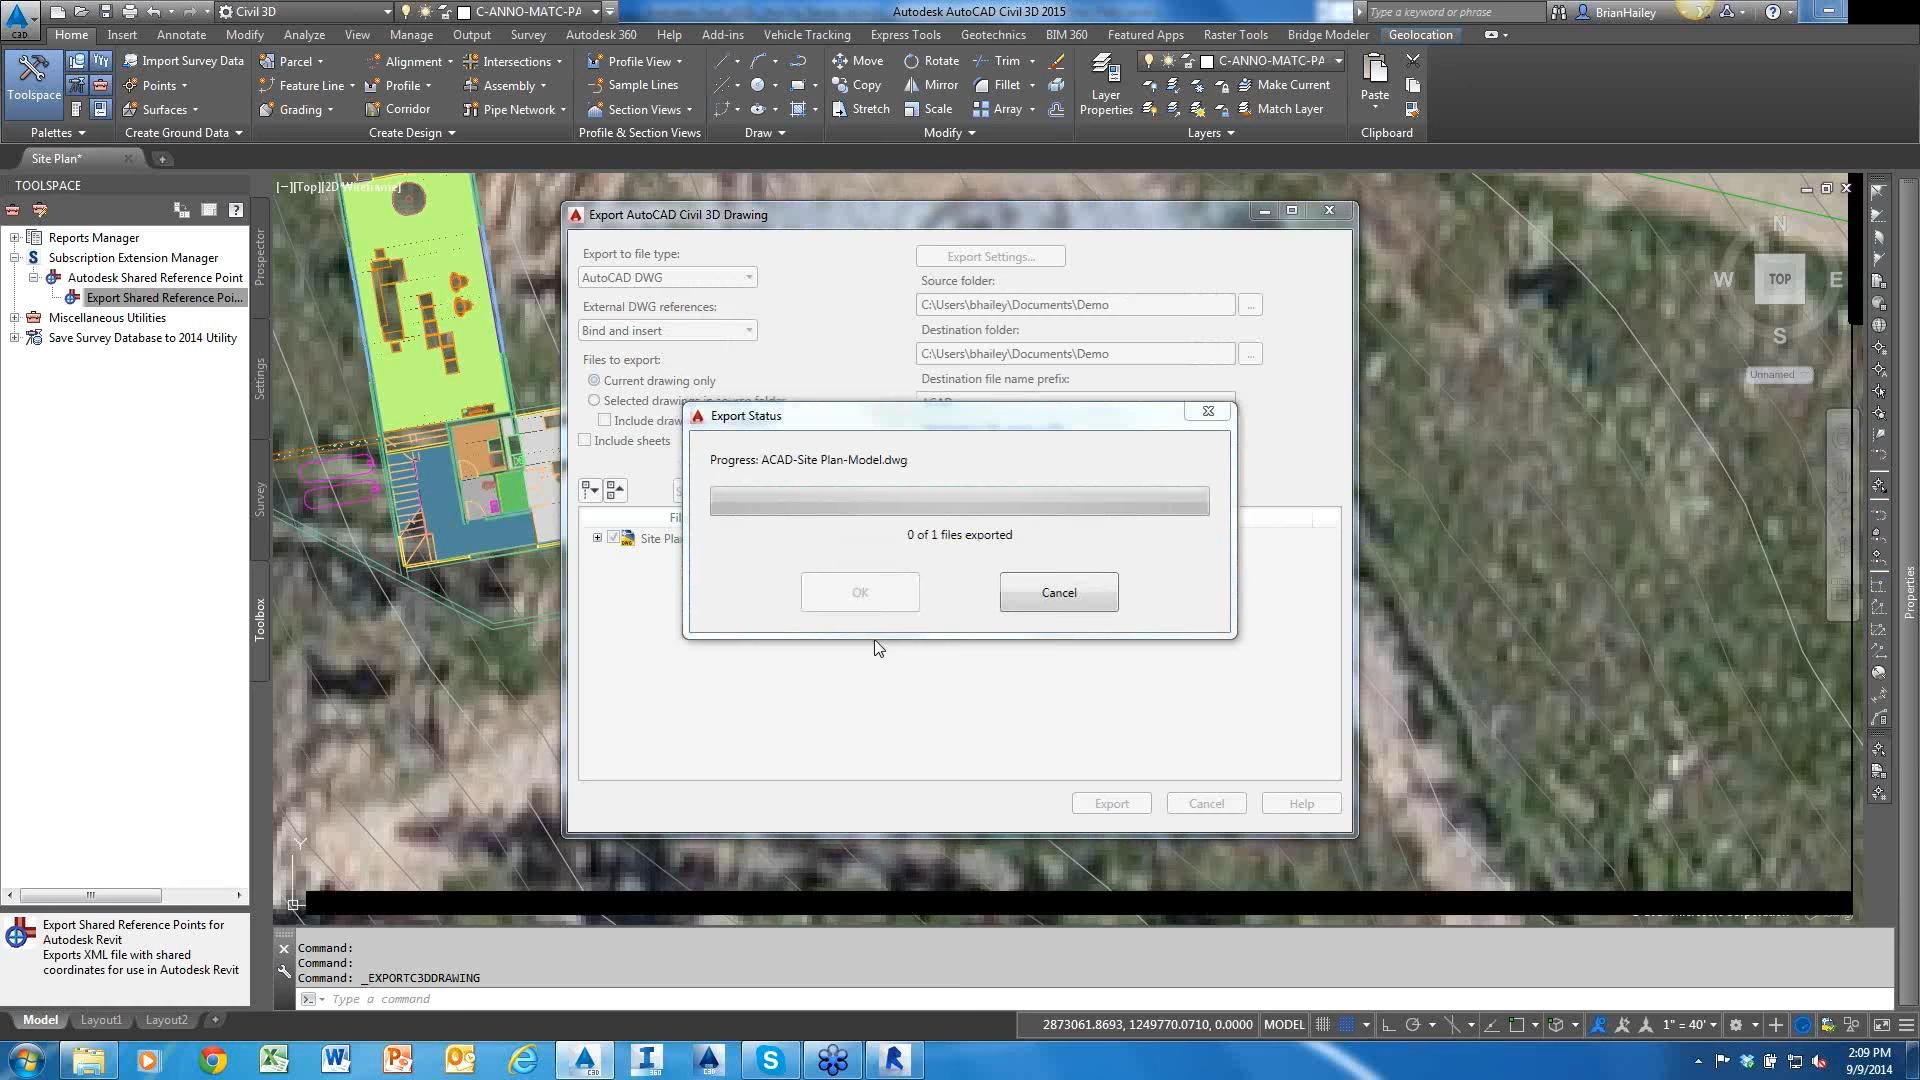 Civil 3D
C-ANNO-MATC-PA
Autodesk AutoCAD Civil 3D 2015
Type a keyword or phrase
BrianHailey
C3D
Home Insert Annotate Modify Analyze View Manage Output Survey Autodesk 360 Help Add-ins Vehicle Tracking Express Tools Geotechnics BIM 360 Featured Apps Raster Tools Bridge Modeler Geolocation
Toolspace
Import Survey Data
Points
Surfaces
Parcel
Feature Line
Grading
Alignment
Profile
Corridor
Intersections
Assembly
Pipe Network
Profile View
Sample Lines
Section Views
Move
Copy
Stretch
Rotate
Mirror
Scale
Trim
Fillet
Array
Layer
Properties
C-ANNO-MATC-PA
Make Current
Match Layer
Paste
Palettes Create Ground Data Create Design Profile & Section Views Draw Modify Layers Clipboard
Site Plan*
TOOLSPACE
Reports Manager
Subscription Extension Manager
Autodesk Shared Reference Point
Export Shared Reference Poi...
Miscellaneous Utilities
Save Survey Database to 2014 Utility
Prospector
Settings
Survey
Toolbox
[−][Top][2D Wireframe]
N
W
TOP
E
S
Unnamed
Properties
Export AutoCAD Civil 3D Drawing
Export to file type:
AutoCAD DWG
External DWG references:
Bind and insert
Files to export:
Current drawing only
Include sheets
Export Settings...
Source folder:
C:\Users\bhailey\Documents\Demo
...
Destination folder:
C:\Users\bhailey\Documents\Demo
...
Destination file name prefix:
Export Status
Progress: ACAD-Site Plan-Model.dwg
0 of 1 files exported
OK
Cancel
Export
Cancel
Help
Export Shared Reference Points for
Autodesk Revit
Exports XML file with shared
coordinates for use in Autodesk Revit
Command:
Command:
Command: _EXPORTC3DDRAWING
Type a command
Model Layout1 Layout2 +
2873061.8693, 1249770.0710, 0.0000 MODEL
1" = 40'
2:09 PM
9/9/2014